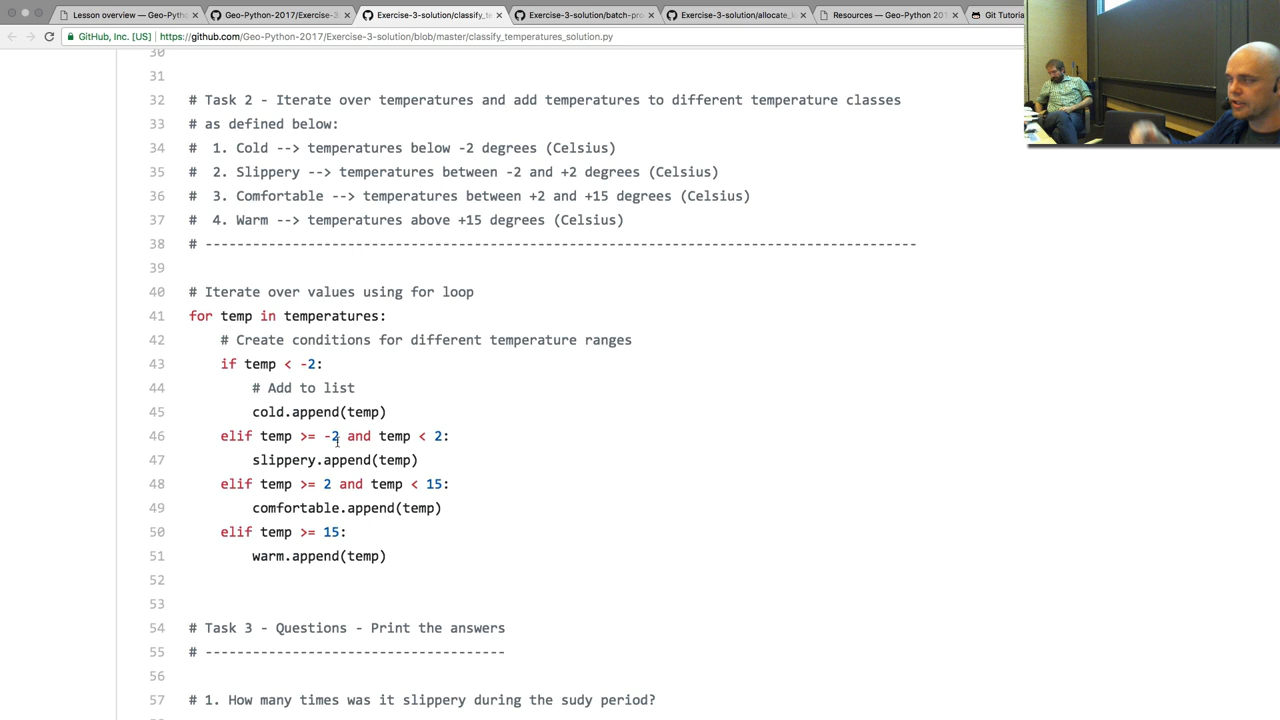 Lesson overview — Geo-Pyth
Geo-Python-2017/Exercise-3
Exercise-3-solution/classify_te
Exercise-3-solution/batch-pro
Exercise-3-solution/allocate_
Resources — Geo-Python 201
Git Tutoria
GitHub, Inc. [US] | https://github.com/Geo-Python-2017/Exercise-3-solution/blob/master/classify_temperatures_solution.py
30
31
32 # Task 2 - Iterate over temperatures and add temperatures to different temperature classes
33 # as defined below:
34 #  1. Cold --> temperatures below -2 degrees (Celsius)
35 #  2. Slippery --> temperatures between -2 and +2 degrees (Celsius)
36 #  3. Comfortable --> temperatures between +2 and +15 degrees (Celsius)
37 #  4. Warm --> temperatures above +15 degrees (Celsius)
38 # ------------------------------------------------------------------------------------------
39
40 # Iterate over values using for loop
41 for temp in temperatures:
42     # Create conditions for different temperature ranges
43     if temp < -2:
44         # Add to list
45         cold.append(temp)
46     elif temp >= -2 and temp < 2:
47         slippery.append(temp)
48     elif temp >= 2 and temp < 15:
49         comfortable.append(temp)
50     elif temp >= 15:
51         warm.append(temp)
52
53
54 # Task 3 - Questions - Print the answers
55 # --------------------------------------
56
57 # 1. How many times was it slippery during the sudy period?